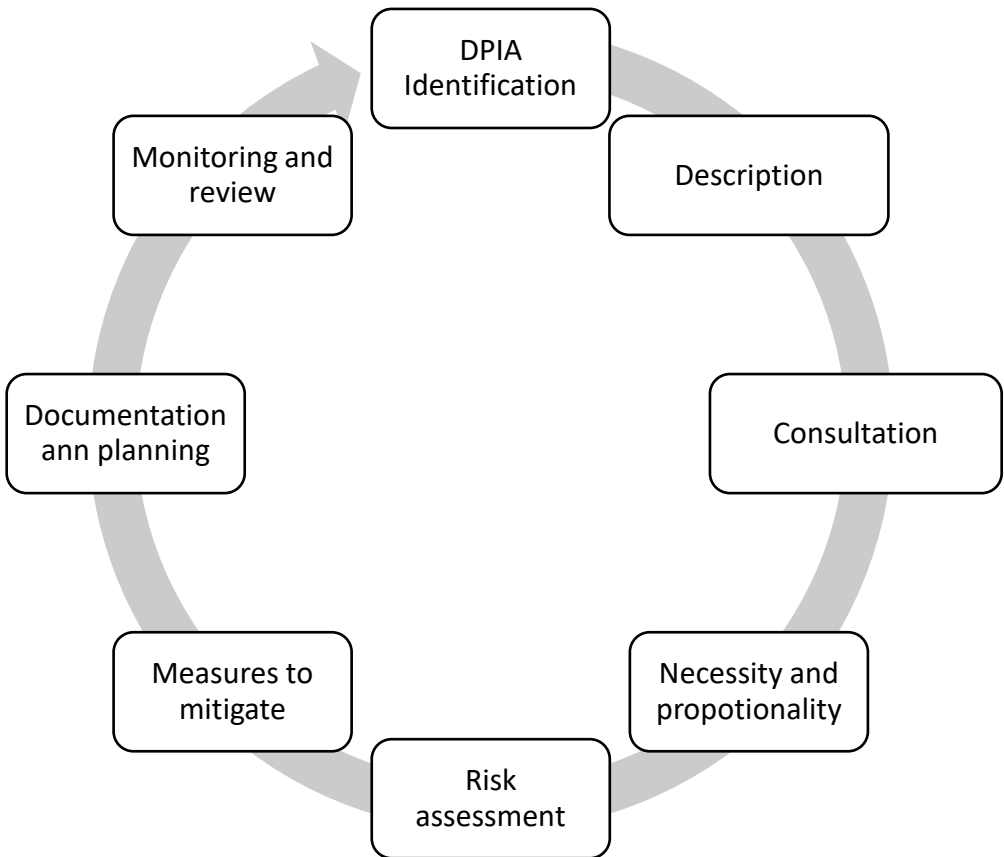 DPIA
Identification
Description
Consultation
Necessity and
propotionality
Risk
assessment
Measures to
mitigate
Documentation
ann planning
Monitoring and
review